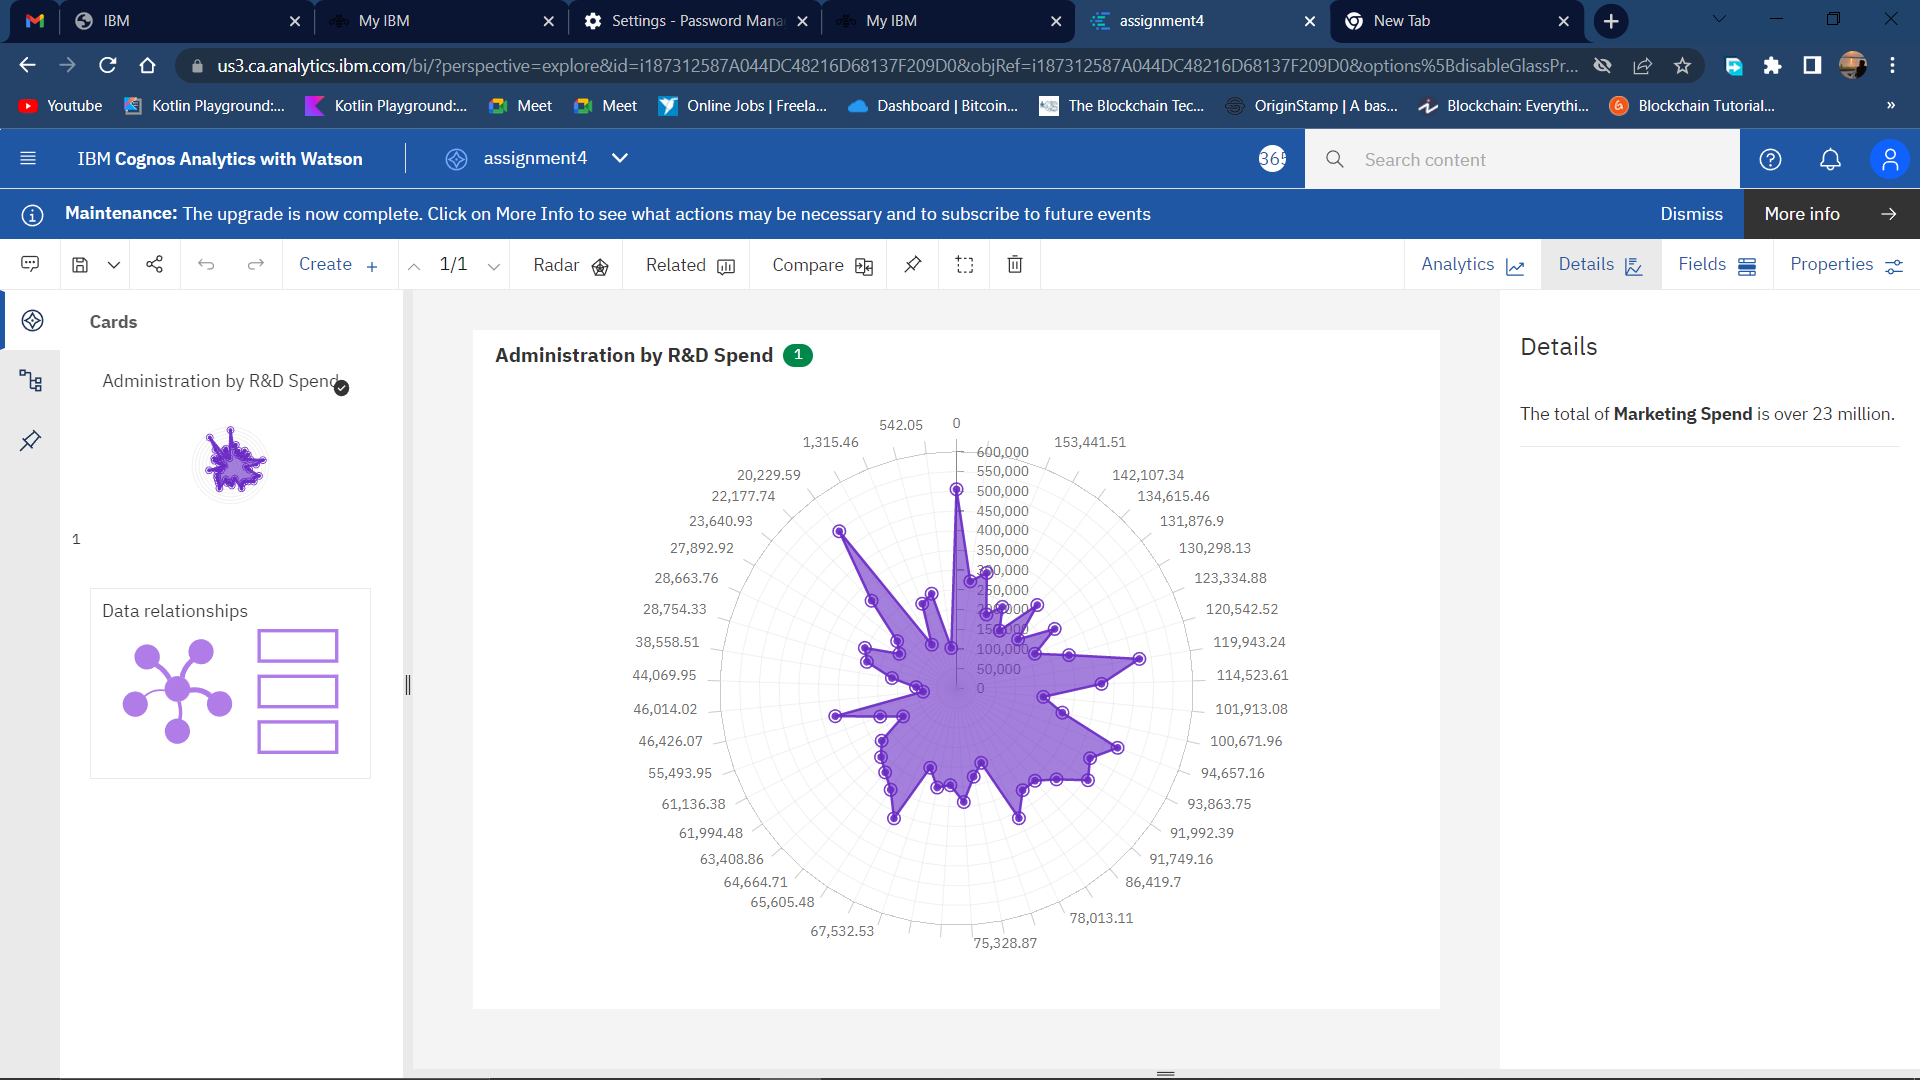 IBM
My IBM
Settings - Password Mana
My IBM
assignment4
New Tab
us3.ca.analytics.ibm.com/bi/?perspective=explore&id=i187312587A044DC48216D68137F209D0&objRef=i187312587A044DC48216D68137F209D0&options%5BdisableGlassPr...
Youtube
Kotlin Playground:...
Kotlin Playground:...
Meet
Meet
Online Jobs | Freela...
Dashboard | Bitcoin...
The Blockchain Tec...
OriginStamp | A bas...
Blockchain: Everythi...
Blockchain Tutorial...
»
IBM Cognos Analytics with Watson
assignment4
365
Search content
Maintenance: The upgrade is now complete. Click on More Info to see what actions may be necessary and to subscribe to future events
Dismiss
More info
Create
1/1
Radar
Related
Compare
Analytics
Details
Fields
Properties
Cards
Administration by R&D Spend
1
Data relationships
Administration by R&D Spend 1
0
153,441.51
142,107.34
134,615.46
131,876.9
130,298.13
123,334.88
120,542.52
119,943.24
114,523.61
101,913.08
100,671.96
94,657.16
93,863.75
91,992.39
91,749.16
86,419.7
78,013.11
75,328.87
67,532.53
65,605.48
64,664.71
63,408.86
61,994.48
61,136.38
55,493.95
46,426.07
46,014.02
44,069.95
38,558.51
28,754.33
28,663.76
27,892.92
23,640.93
22,177.74
20,229.59
1,315.46
542.05
600,000
550,000
500,000
450,000
400,000
350,000
300,000
250,000
200,000
150,000
100,000
50,000
0
Details
The total of Marketing Spend is over 23 million.